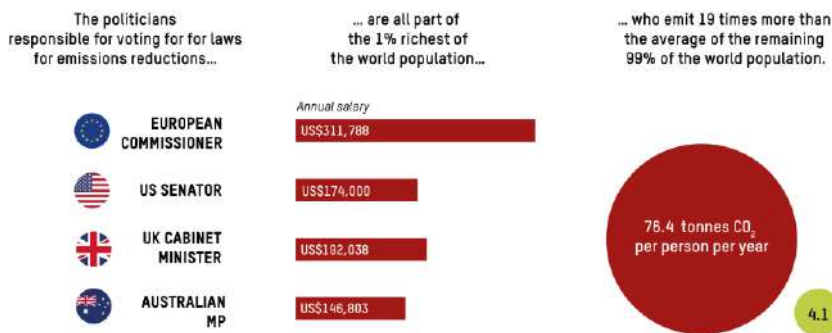 The politicians
responsible for voting for for laws
for emissions reductions...
... are all part of
the 1% richest of
the world population...
... who emit 19 times more than
the average of the remaining
99% of the world population.
Annual salary
EUROPEAN
COMMISSIONER
US$311,788
US SENATOR
US$174,000
UK CABINET
MINISTER
US$182,038
AUSTRALIAN
MP
US$146,803
76.4 tonnes CO₂
per person per year
4.1